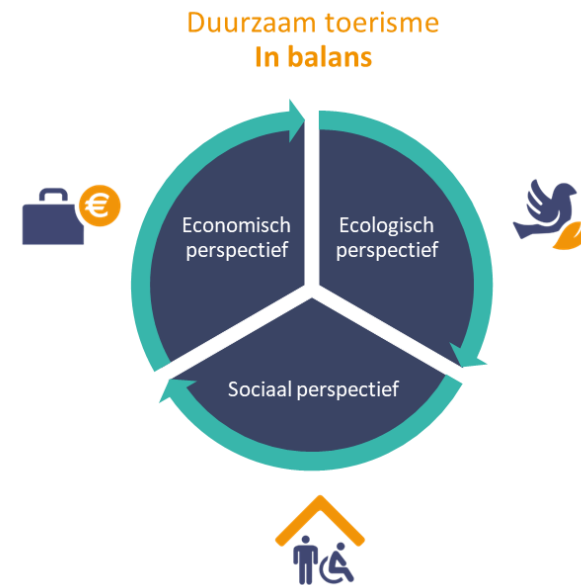 Duurzaam toerisme
In balans
€
Economisch
perspectief
Ecologisch
perspectief
Sociaal perspectief